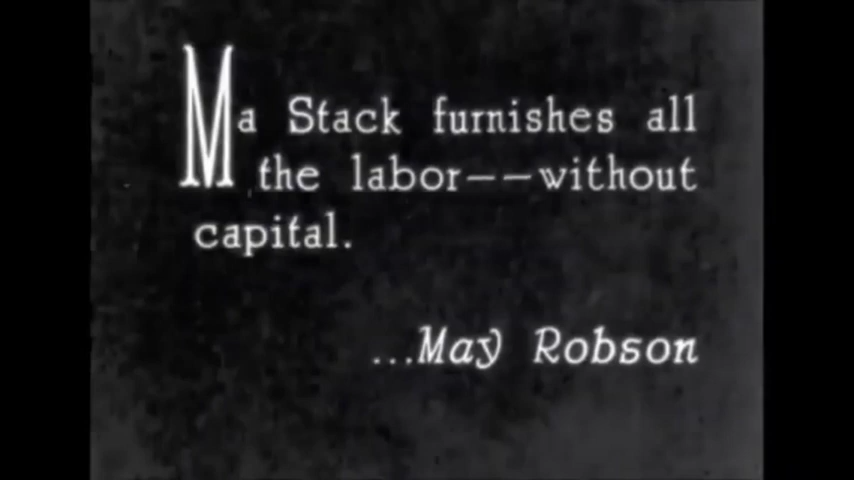 Ma Stack furnishes all
the labor——without
capital.
...May Robson